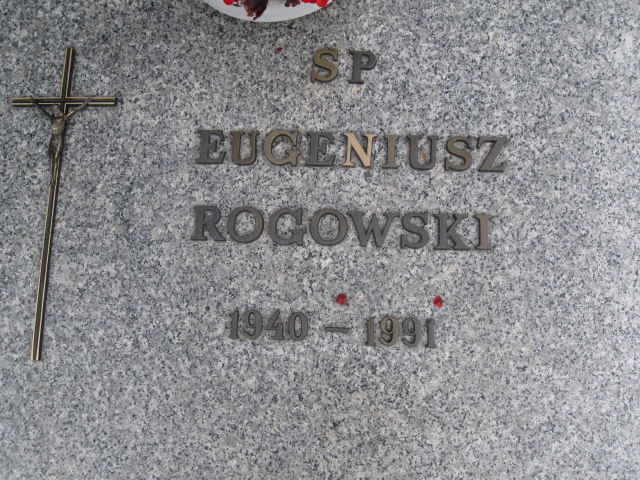 SP
EUGENIUSZ
ROGOWSKI
1940 - 1991